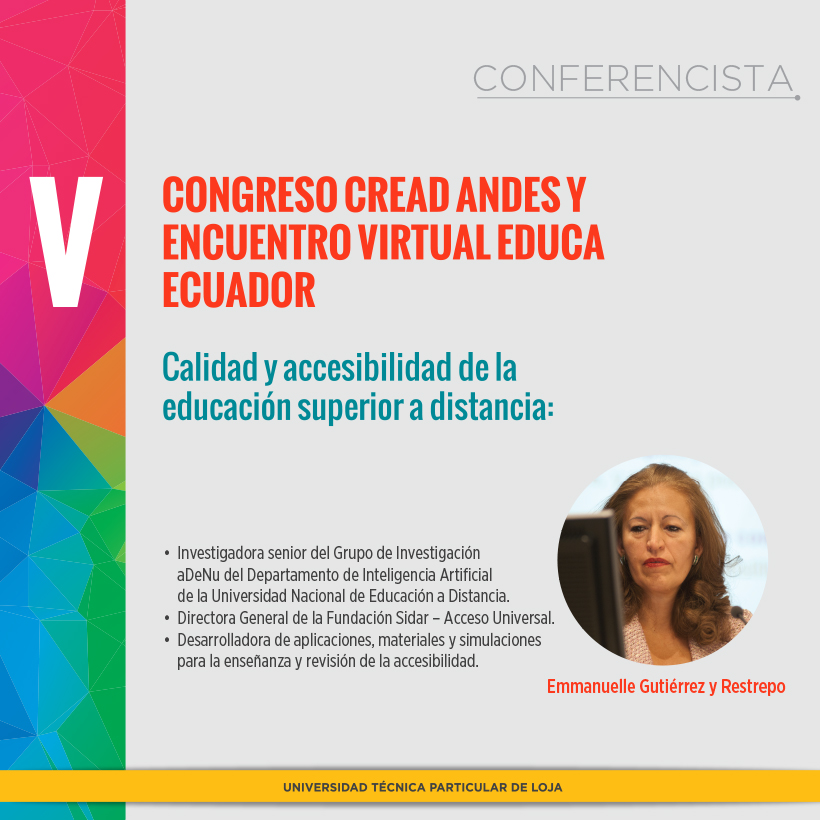 CONFERENCISTA
V
CONGRESO CREAD ANDES Y
ENCUENTRO VIRTUAL EDUCA
ECUADOR
Calidad y accesibilidad de la
educación superior a distancia:
• Investigadora senior del Grupo de Investigación
aDeNu del Departamento de Inteligencia Artificial
de la Universidad Nacional de Educación a Distancia.
• Directora General de la Fundación Sidar – Acceso Universal.
• Desarrolladora de aplicaciones, materiales y simulaciones
para la enseñanza y revisión de la accesibilidad.
Emmanuelle Gutiérrez y Restrepo
UNIVERSIDAD TÉCNICA PARTICULAR DE LOJA